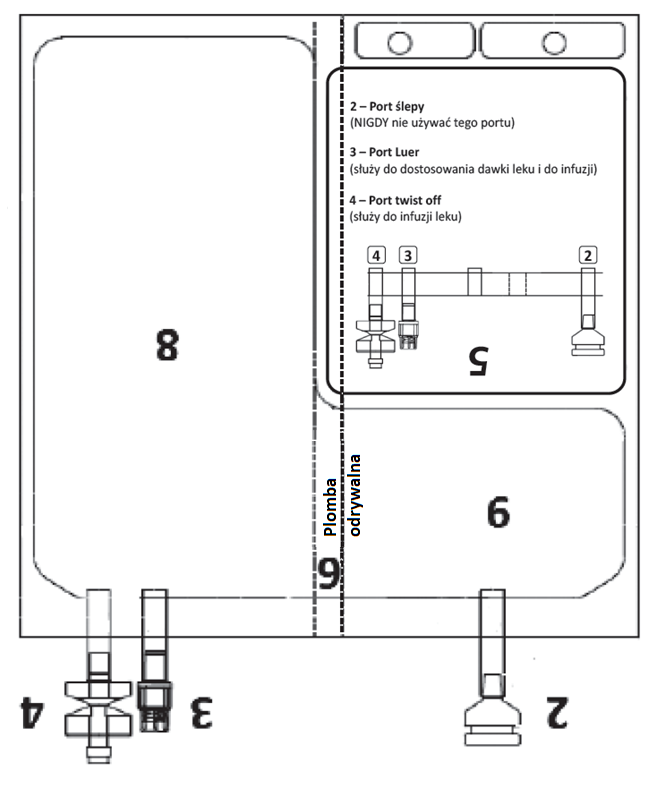 2 – Port ślepy
(NIGDY nie używać tego portu)
3 – Port Luer
(służy do dostosowania dawki leku i do infuzji)
4 – Port twist off
(służy do infuzji leku)
4 3 2
5
8
Plomba
odrywalna
6
9
4 3 2